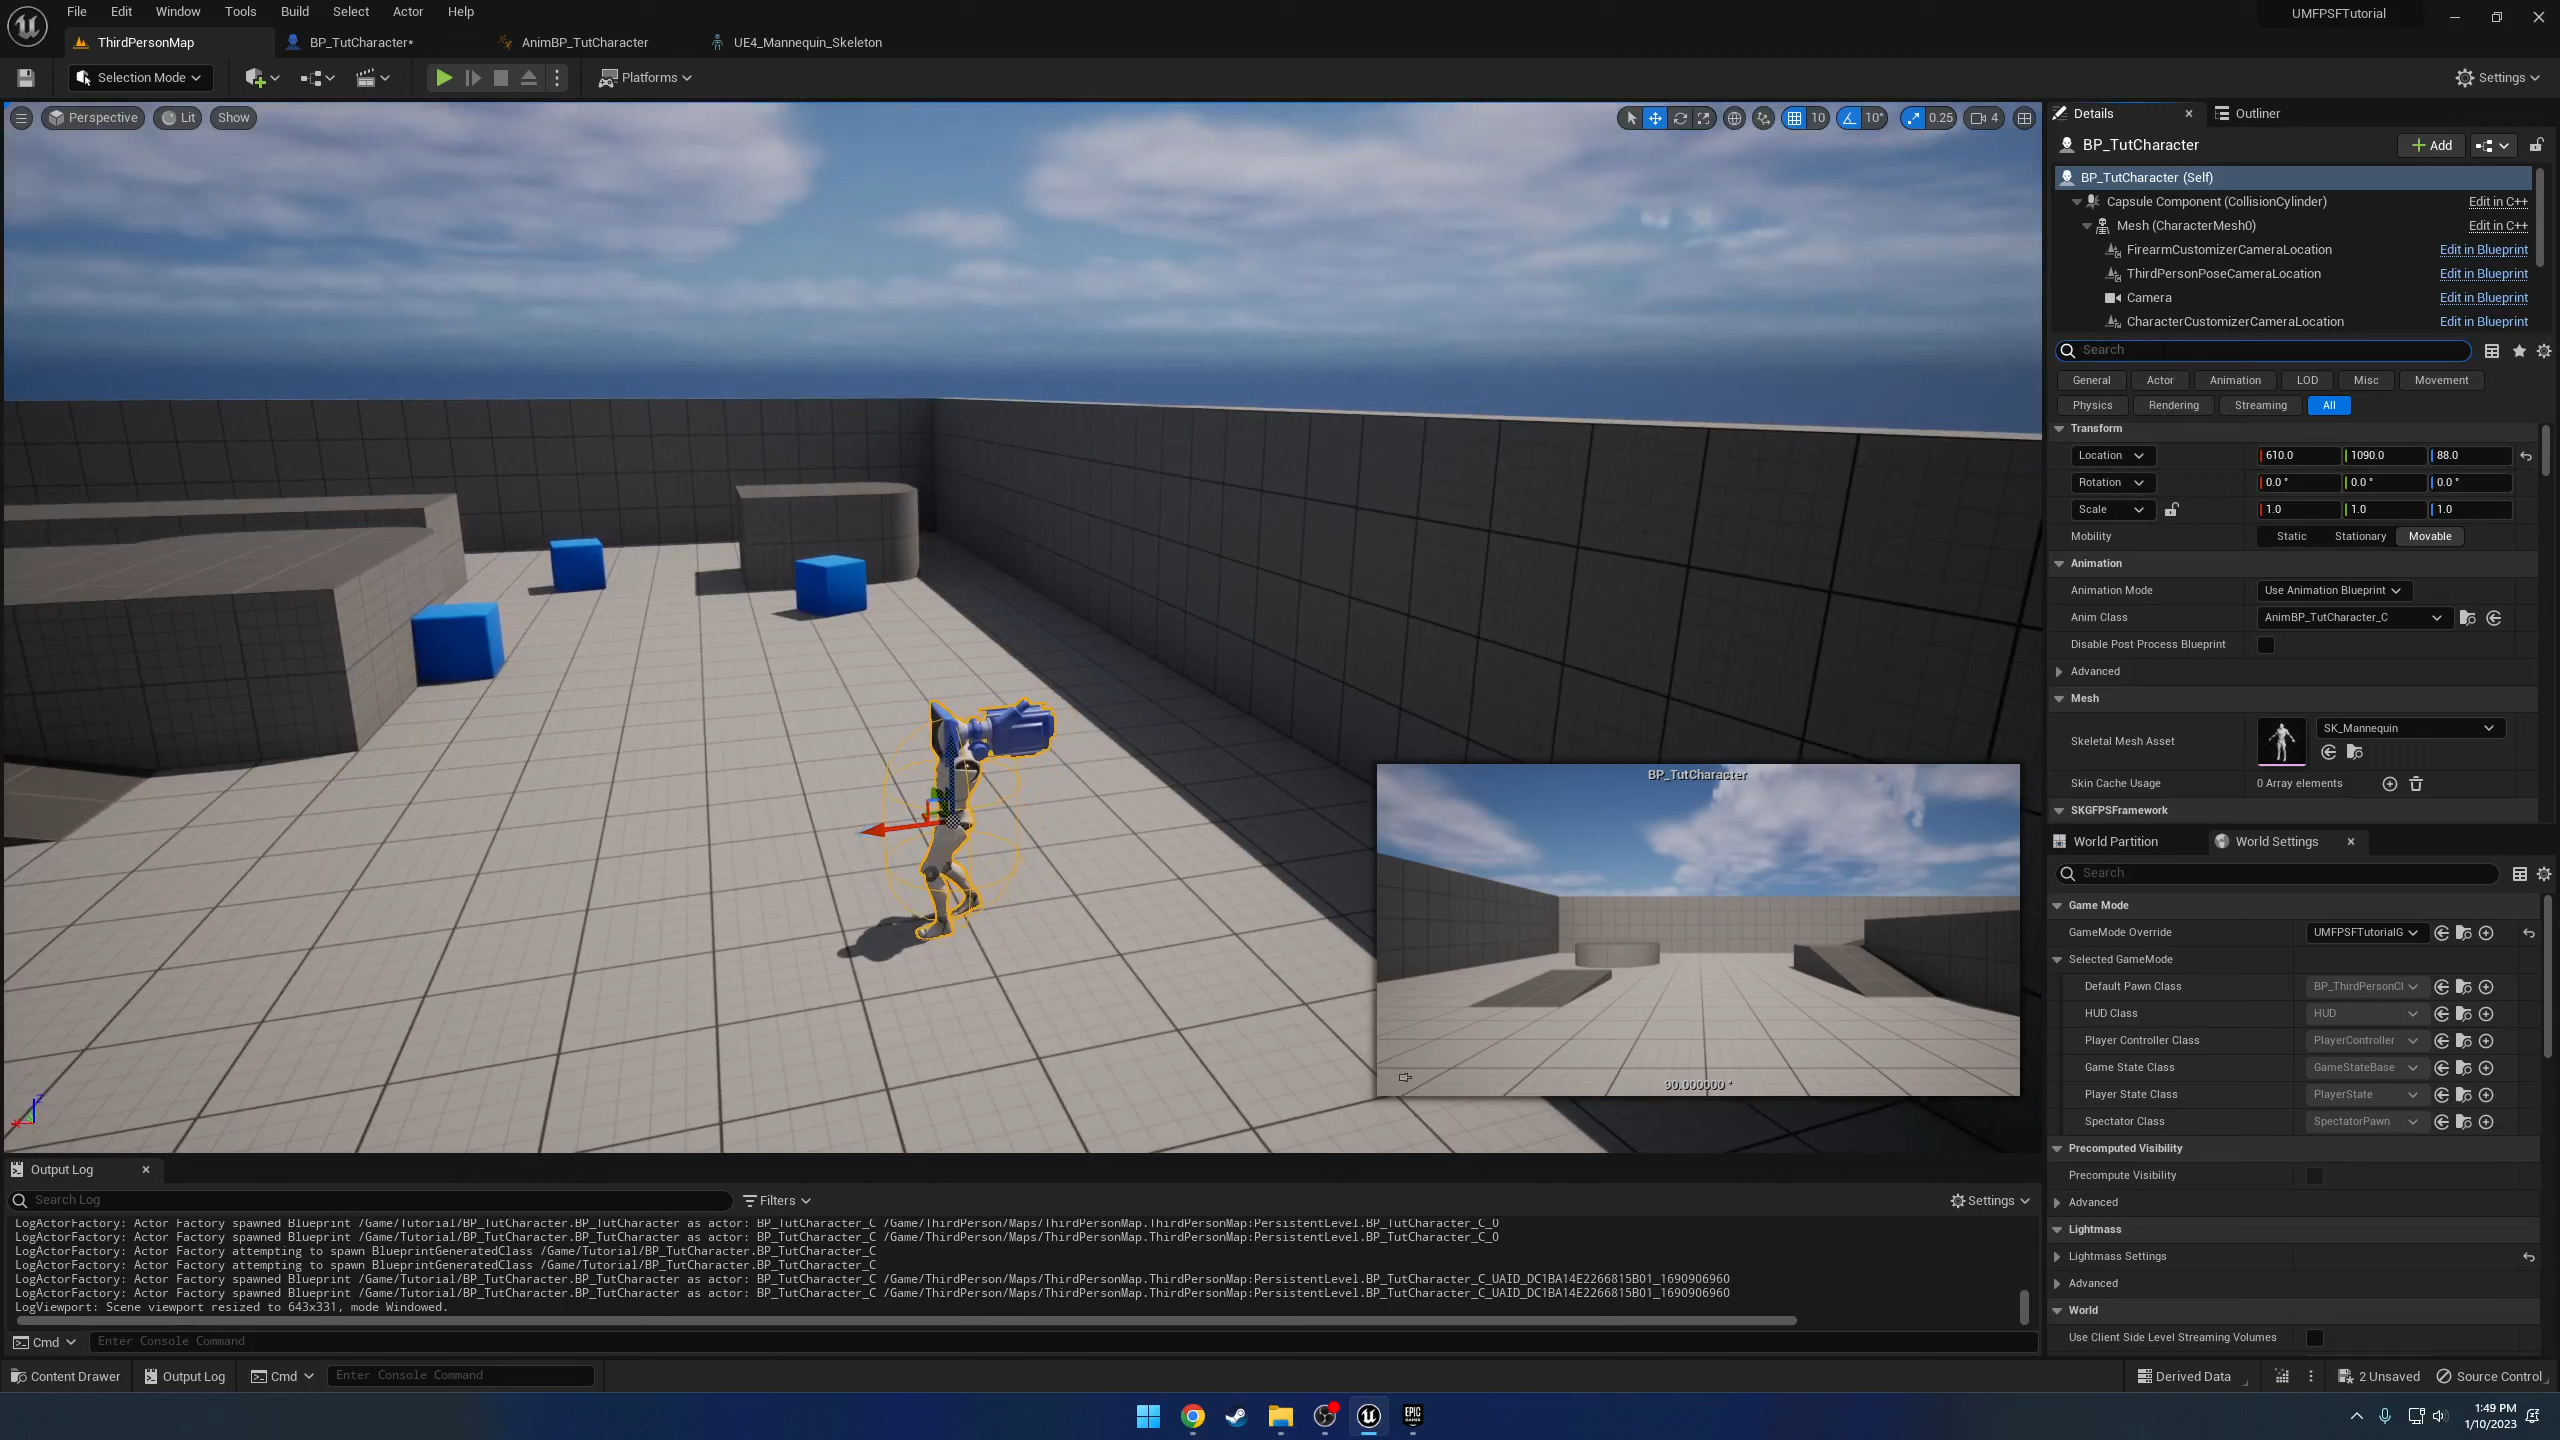 File Edit Window Tools Build Select Actor Help
UMFPSFTutorial
ThirdPersonMap
BP_TutCharacter*
AnimBP_TutCharacter
UE4_Mannequin_Skeleton
Selection Mode
Platforms
Settings
Perspective
Lit
Show
10
10°
0.25
4
Details
Outliner
BP_TutCharacter
Add
BP_TutCharacter (Self)
Capsule Component (CollisionCylinder) Edit in C++
Mesh (CharacterMesh0) Edit in C++
FirearmCustomizerCameraLocation Edit in Blueprint
ThirdPersonPoseCameraLocation Edit in Blueprint
Camera Edit in Blueprint
CharacterCustomizerCameraLocation Edit in Blueprint
Search
General Actor Animation LOD Misc Movement
Physics Rendering Streaming All
Transform
Location 610.0 1090.0 88.0
Rotation 0.0 ° 0.0 ° 0.0 °
Scale 1.0 1.0 1.0
Mobility Static Stationary Movable
Animation
Animation Mode Use Animation Blueprint
Anim Class AnimBP_TutCharacter_C
Disable Post Process Blueprint
Advanced
Mesh
Skeletal Mesh Asset SK_Mannequin
Skin Cache Usage 0 Array elements
SKGFPSFramework
BP_TutCharacter
90.000000 °
World Partition
World Settings
Search
Game Mode
GameMode Override UMFPSFTutorialG
Selected GameMode
Default Pawn Class BP_ThirdPersonCl
HUD Class HUD
Player Controller Class PlayerController
Game State Class GameStateBase
Player State Class PlayerState
Spectator Class SpectatorPawn
Precomputed Visibility
Precompute Visibility
Advanced
Lightmass
Lightmass Settings
Advanced
World
Use Client Side Level Streaming Volumes
Output Log
Search Log
Filters
Settings
LogActorFactory: Actor Factory spawned Blueprint /Game/Tutorial/BP_TutCharacter.BP_TutCharacter as actor: BP_TutCharacter_C /Game/ThirdPerson/Maps/ThirdPersonMap.ThirdPersonMap:PersistentLevel.BP_TutCharacter_C_0
LogActorFactory: Actor Factory spawned Blueprint /Game/Tutorial/BP_TutCharacter.BP_TutCharacter as actor: BP_TutCharacter_C /Game/ThirdPerson/Maps/ThirdPersonMap.ThirdPersonMap:PersistentLevel.BP_TutCharacter_C_0
LogActorFactory: Actor Factory attempting to spawn BlueprintGeneratedClass /Game/Tutorial/BP_TutCharacter.BP_TutCharacter_C
LogActorFactory: Actor Factory attempting to spawn BlueprintGeneratedClass /Game/Tutorial/BP_TutCharacter.BP_TutCharacter_C
LogActorFactory: Actor Factory spawned Blueprint /Game/Tutorial/BP_TutCharacter.BP_TutCharacter as actor: BP_TutCharacter_C /Game/ThirdPerson/Maps/ThirdPersonMap.ThirdPersonMap:PersistentLevel.BP_TutCharacter_C_UAID_DC1BA14E2266815B01_1690906960
LogActorFactory: Actor Factory spawned Blueprint /Game/Tutorial/BP_TutCharacter.BP_TutCharacter as actor: BP_TutCharacter_C /Game/ThirdPerson/Maps/ThirdPersonMap.ThirdPersonMap:PersistentLevel.BP_TutCharacter_C_UAID_DC1BA14E2266815B01_1690906960
LogViewport: Scene viewport resized to 643x331, mode Windowed.
Cmd Enter Console Command
Content Drawer Output Log Cmd Enter Console Command
Derived Data 2 Unsaved Source Control
EPIC GAMES
1:49 PM
1/10/2023